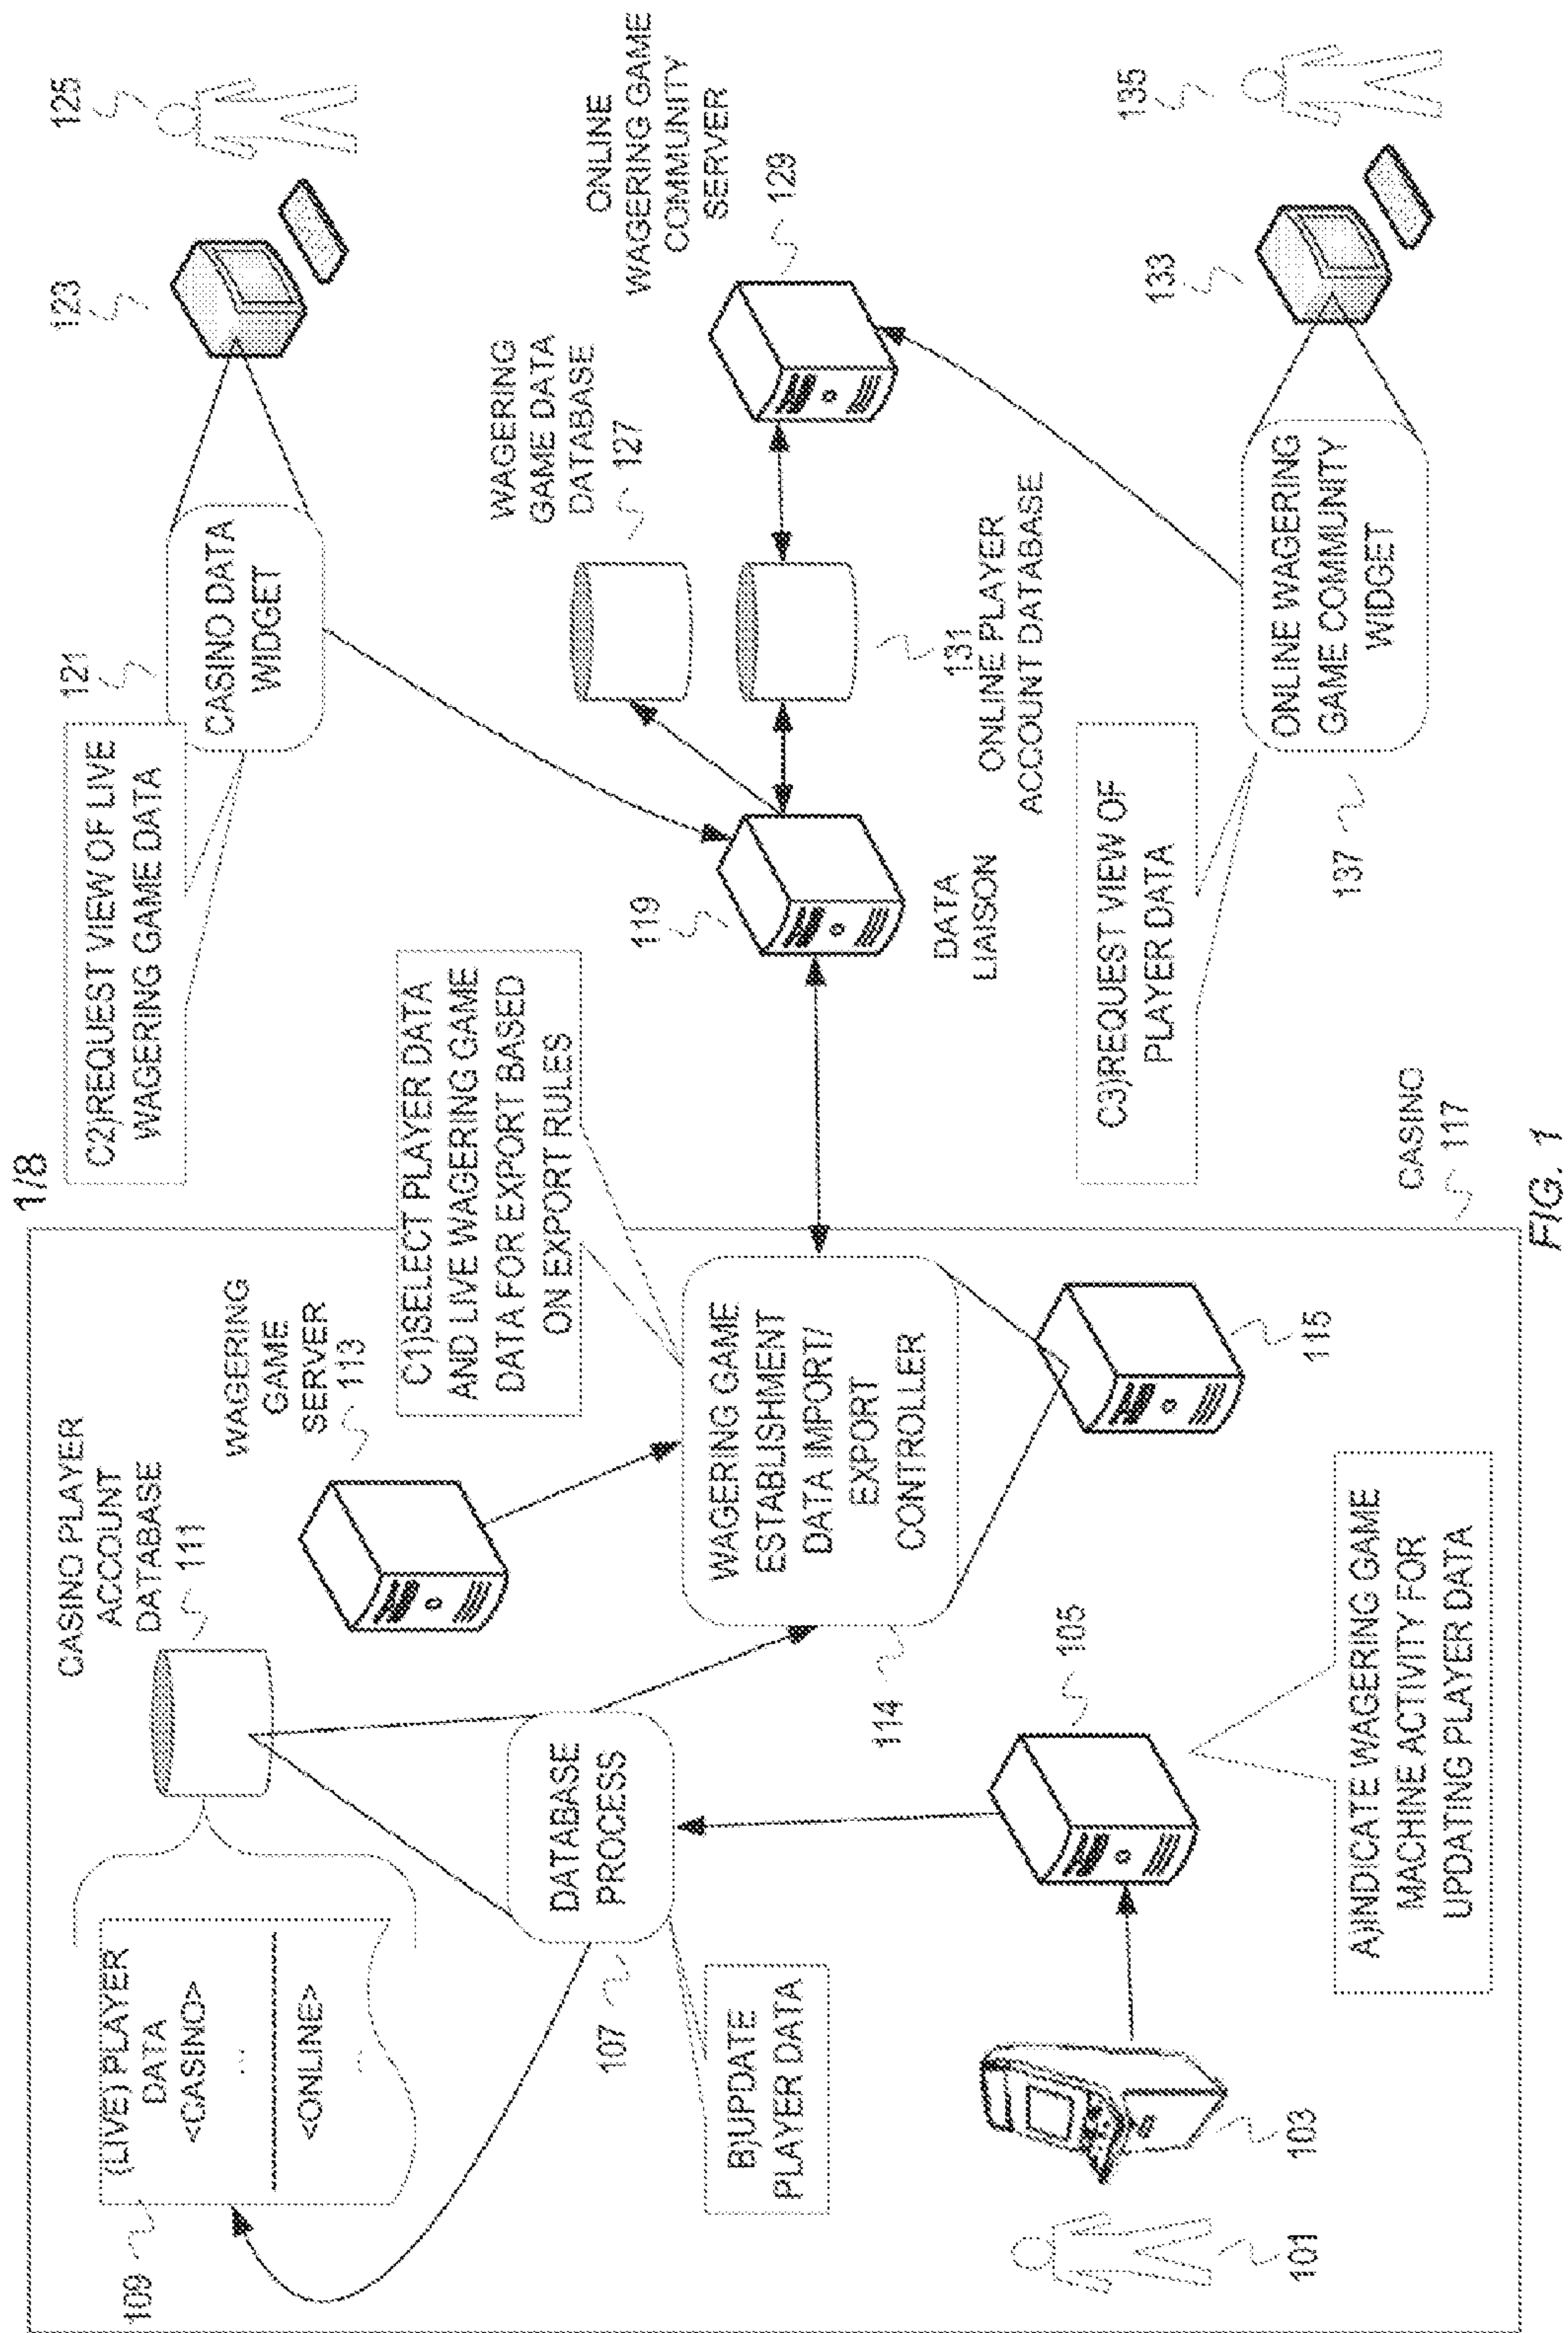 1/8
(LIVE) PLAYER
DATA
<CASINO>
...
<ONLINE>
...
109
CASINO PLAYER
ACCOUNT
DATABASE
111
WAGERING
GAME
SERVER
113
DATABASE
PROCESS
107
B)UPDATE
PLAYER DATA
C1)SELECT PLAYER DATA
AND LIVE WAGERING GAME
DATA FOR EXPORT BASED
ON EXPORT RULES
WAGERING GAME
ESTABLISHMENT
DATA IMPORT/
EXPORT
CONTROLLER
114
115
101
103
105
A)INDICATE WAGERING GAME
MACHINE ACTIVITY FOR
UPDATING PLAYER DATA
CASINO
117
C2)REQUEST VIEW OF LIVE
WAGERING GAME DATA
121
CASINO DATA
WIDGET
123
125
119
DATA
LIAISON
WAGERING
GAME DATA
DATABASE
127
131
ONLINE PLAYER
ACCOUNT DATABASE
ONLINE
WAGERING GAME
COMMUNITY
SERVER
129
C3)REQUEST VIEW OF
PLAYER DATA
137
ONLINE WAGERING
GAME COMMUNITY
WIDGET
133
135
FIG. 1